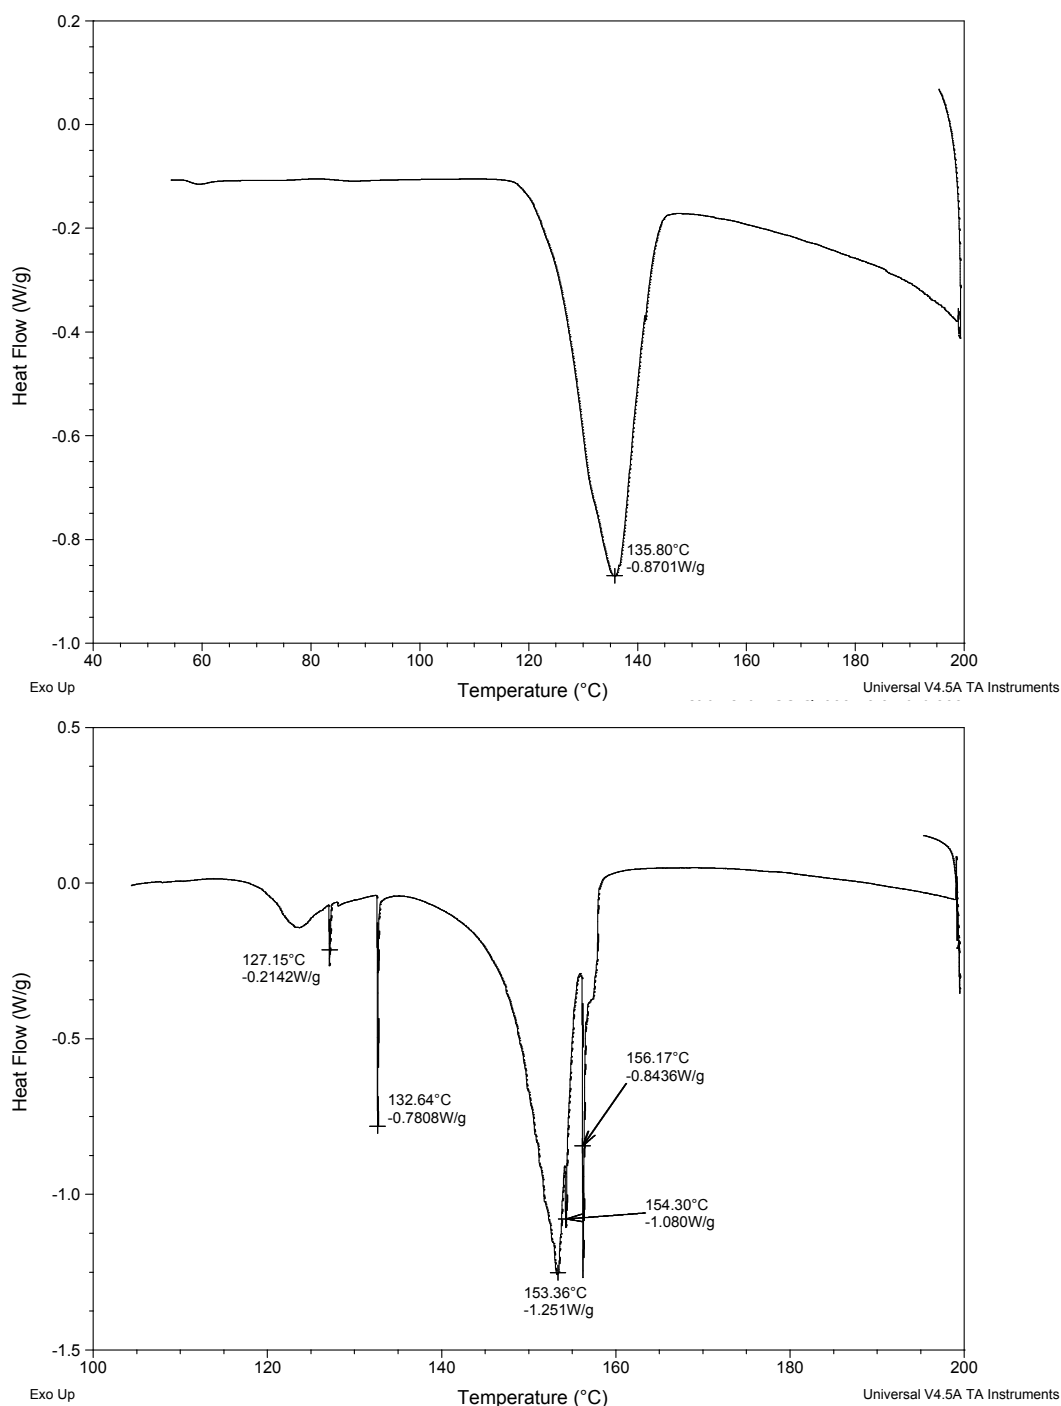 0.2
0.0
-0.2
-0.4
-0.6
-0.8
-1.0
Heat Flow (W/g)
135.80°C
-0.8701W/g
40
60
80
100
120
140
160
180
200
Exo Up
Temperature (°C)
Universal V4.5A TA Instruments
0.5
0.0
-0.5
-1.0
-1.5
Heat Flow (W/g)
127.15°C
-0.2142W/g
132.64°C
-0.7808W/g
156.17°C
-0.8436W/g
154.30°C
-1.080W/g
153.36°C
-1.251W/g
100
120
140
160
180
200
Exo Up
Temperature (°C)
Universal V4.5A TA Instruments